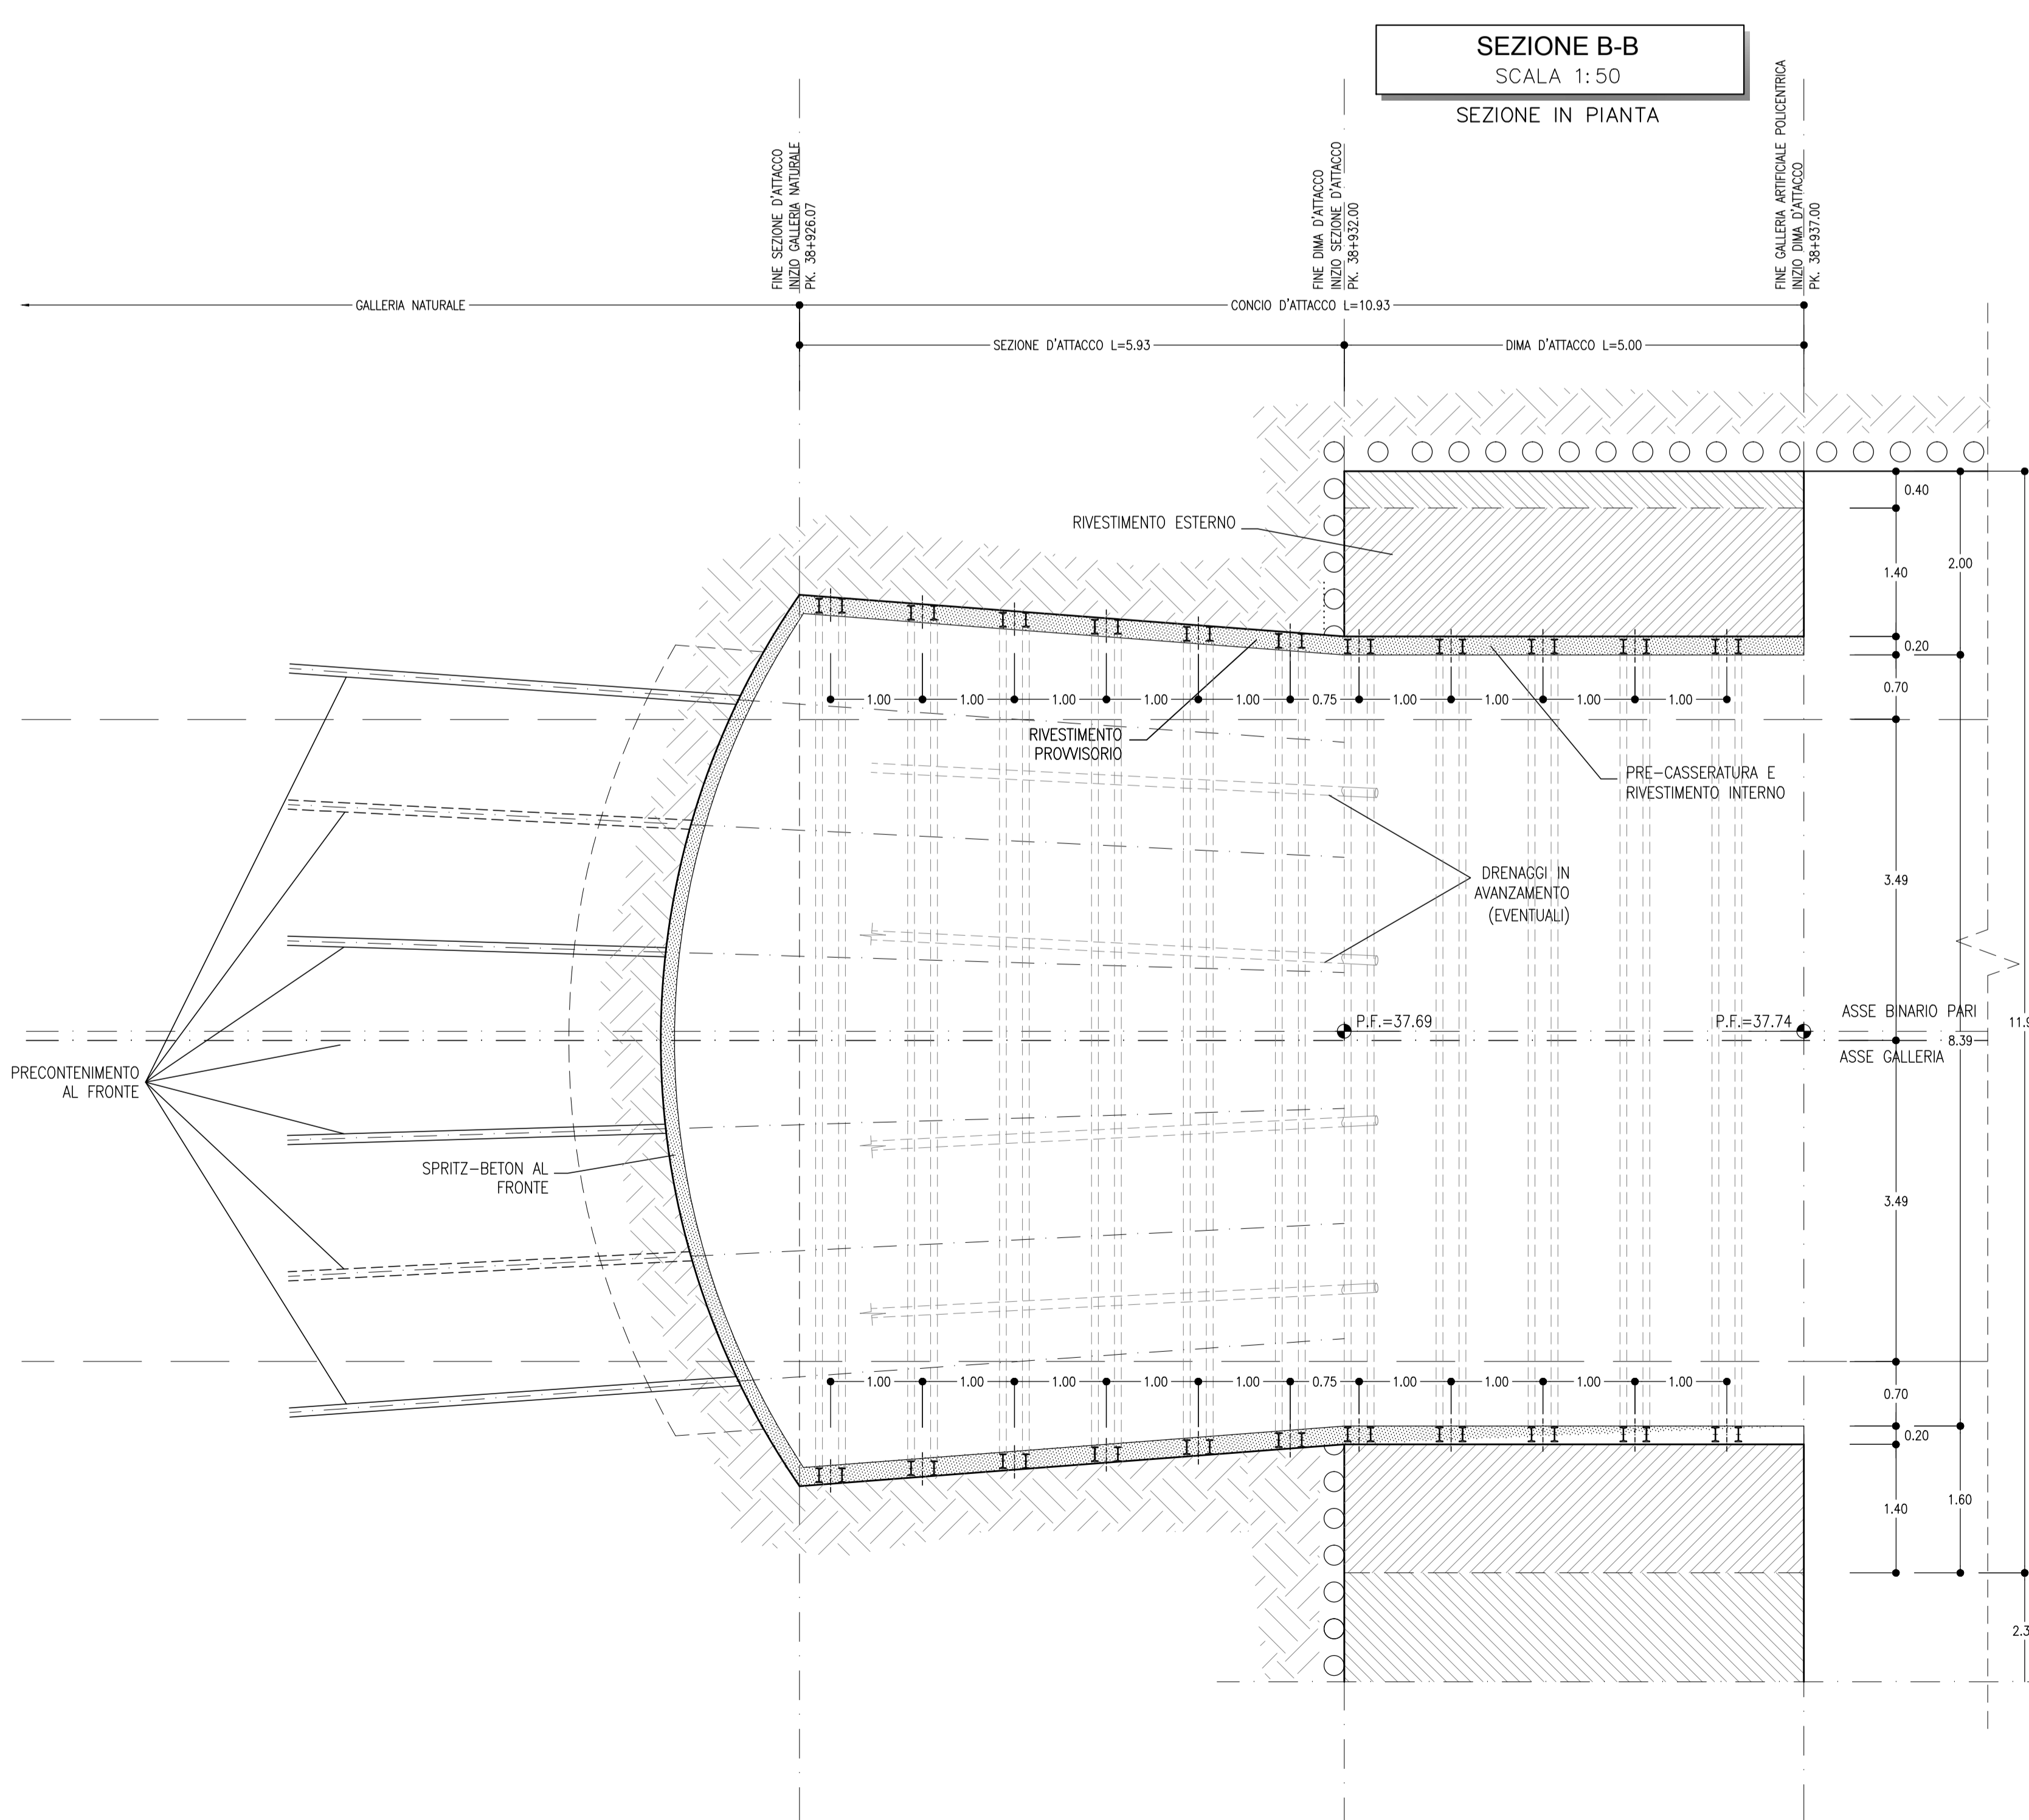 SEZIONE B-B
SCALA 1:50
SEZIONE IN PIANTA
FINE SEZIONE D'ATTACCO
INIZIO GALLERIA NATURALE
PK. 38+926.07
FINE DIMA D'ATTACCO
INIZIO SEZIONE D'ATTACCO
PK. 38+932.00
FINE GALLERIA ARTIFICIALE POLICENTRICA
INIZIO DIMA D'ATTACCO
PK. 38+937.00
GALLERIA NATURALE
CONCIO D'ATTACCO L=10.93
SEZIONE D'ATTACCO L=5.93
DIMA D'ATTACCO L=5.00
RIVESTIMENTO ESTERNO
0.40
1.40
2.00
0.20
0.70
1.00 1.00 1.00 1.00 1.00 0.75 1.00 1.00 1.00 1.00
RIVESTIMENTO
PROVVISORIO
PRE-CASSERATURA E
RIVESTIMENTO INTERNO
DRENAGGI IN
AVANZAMENTO
(EVENTUALI)
3.49
P.F.=37.69
P.F.=37.74
ASSE BINARIO PARI
8.39
ASSE GALLERIA
PRECONTENIMENTO
AL FRONTE
SPRITZ-BETON AL
FRONTE
3.49
1.00 1.00 1.00 1.00 1.00 0.75 1.00 1.00 1.00 1.00
0.70
0.20
1.40
1.60